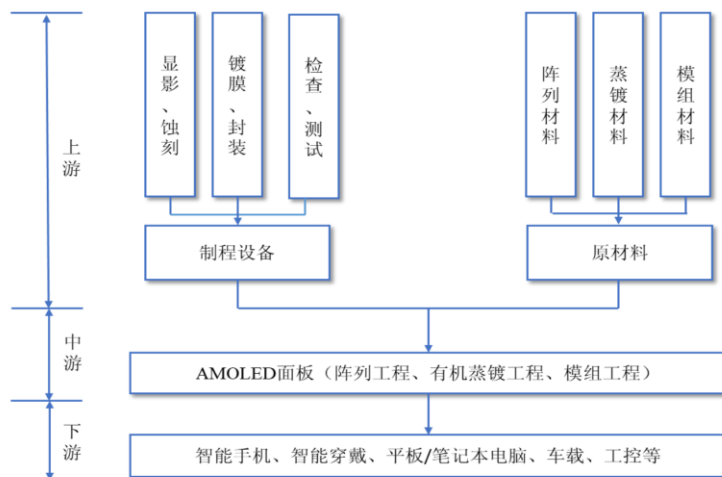 上游
显影、蚀刻
镀膜、封装
检查、测试
阵列材料
蒸镀材料
模组材料
制程设备
原材料
中游
AMOLED面板（阵列工程、有机蒸镀工程、模组工程）
下游
智能手机、智能穿戴、平板/笔记本电脑、车载、工控等